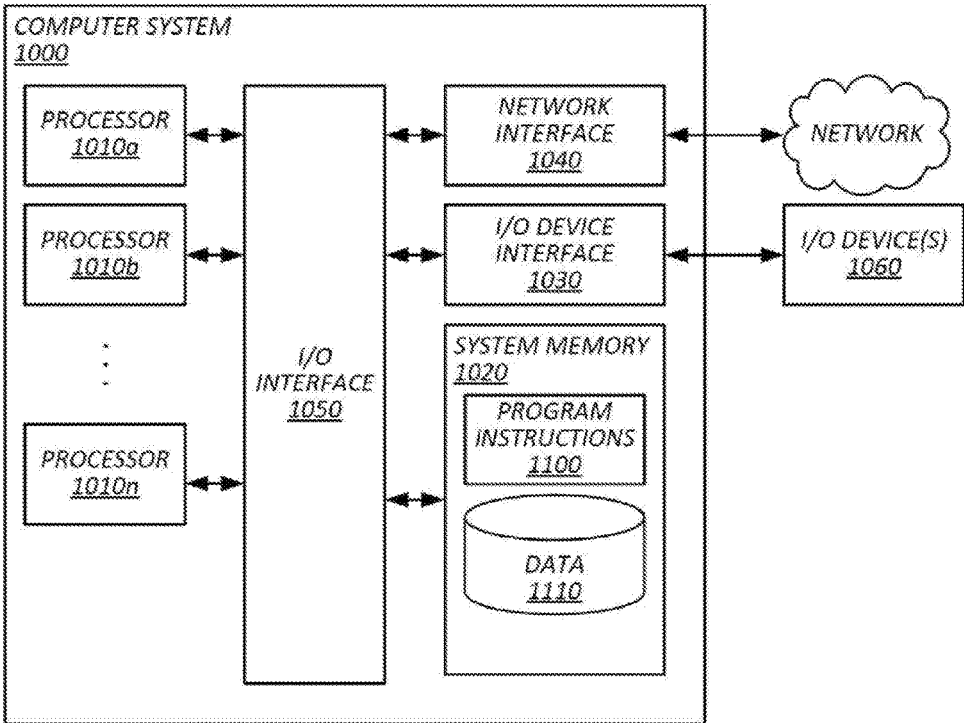 COMPUTER SYSTEM
1000
PROCESSOR
1010a
PROCESSOR
1010b
PROCESSOR
1010n
I/O
INTERFACE
1050
NETWORK
INTERFACE
1040
I/O DEVICE
INTERFACE
1030
SYSTEM MEMORY
1020
PROGRAM
INSTRUCTIONS
1100
DATA
1110
NETWORK
I/O DEVICE(S)
1060